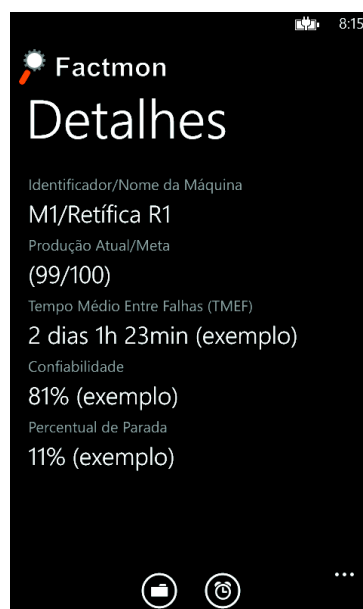 8:15
Factmon
Detalhes
Identificador/Nome da Máquina
M1/Retífica R1
Produção Atual/Meta
(99/100)
Tempo Médio Entre Falhas (TMEF)
2 dias 1h 23min (exemplo)
Confiabilidade
81% (exemplo)
Percentual de Parada
11% (exemplo)
...